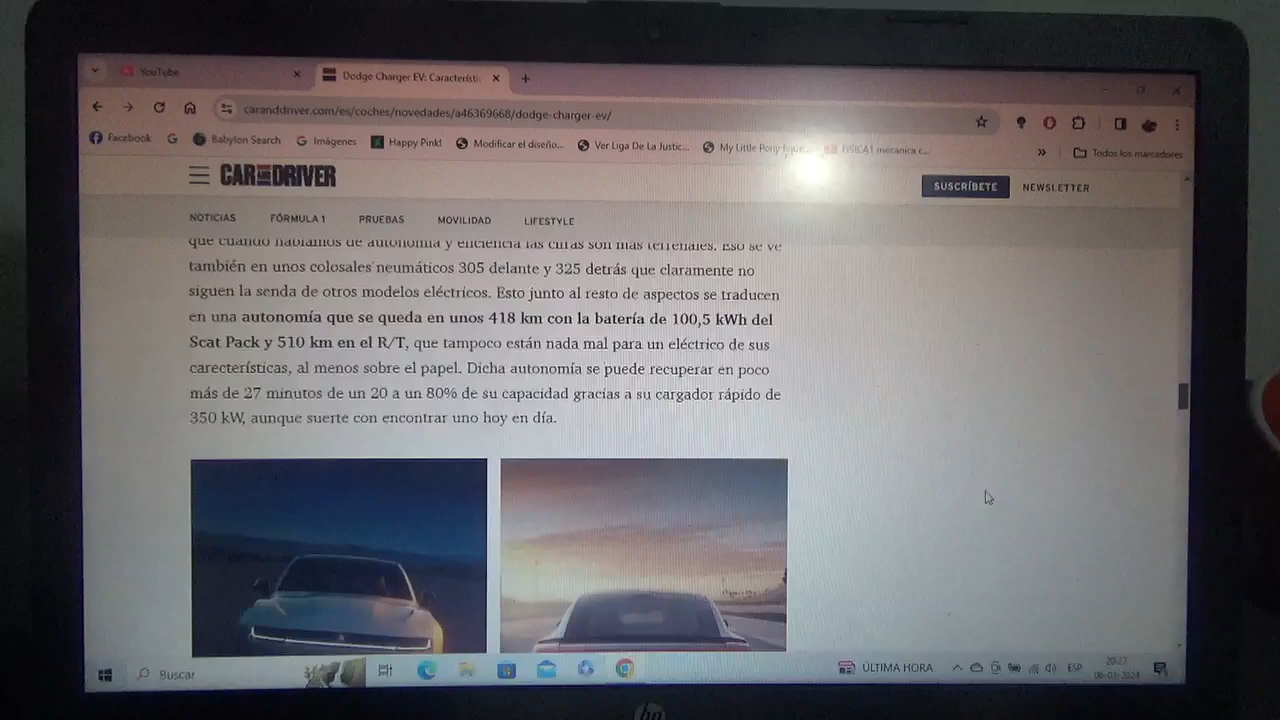 YouTube
Dodge Charger EV: Característic
caranddriver.com/es/coches/novedades/a46369668/dodge-charger-ev/
Facebook G Babylon Search G Imágenes Happy Pink! Modificar el diseño... Ver Liga De La Justic... My Little Pony mecanica c... » Todos los marcadores
CAR AND DRIVER SUSCRÍBETE NEWSLETTER
NOTICIAS FÓRMULA 1 PRUEBAS MOVILIDAD LIFESTYLE
que cuando hablamos de autonomía y eficiencia las cifras son más terrenales. Eso se ve
también en unos colosales neumáticos 305 delante y 325 detrás que claramente no
siguen la senda de otros modelos eléctricos. Esto junto al resto de aspectos se traducen
en una autonomía que se queda en unos 418 km con la batería de 100,5 kWh del
Scat Pack y 510 km en el R/T, que tampoco están nada mal para un eléctrico de sus
carecterísticas, al menos sobre el papel. Dicha autonomía se puede recuperar en poco
más de 27 minutos de un 20 a un 80% de su capacidad gracias a su cargador rápido de
350 kW, aunque suerte con encontrar uno hoy en día.
Buscar ÚLTIMA HORA ESP 20:27
06-03-2024
hp